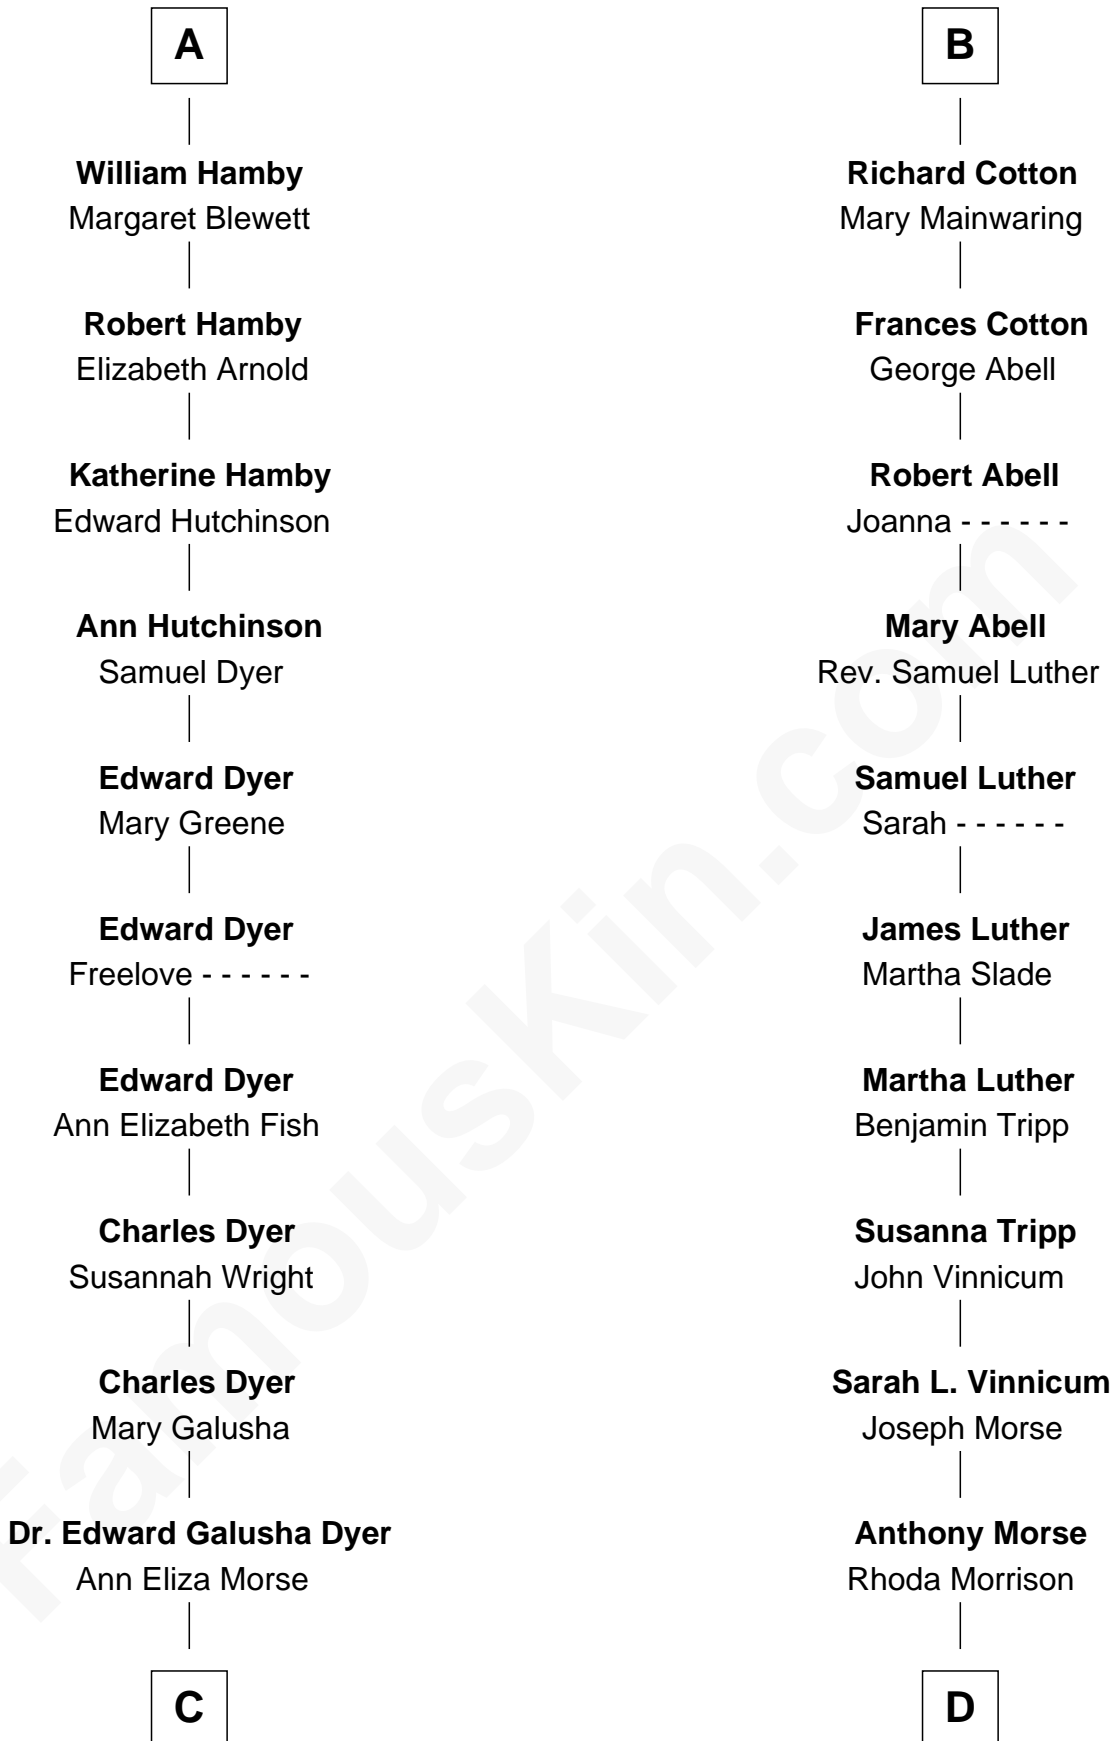 A
William Hamby
Margaret Blewett
Robert Hamby
Elizabeth Arnold
Katherine Hamby
Edward Hutchinson
Ann Hutchinson
Samuel Dyer
Edward Dyer
Mary Greene
Edward Dyer
Freelove - - - - - -
Edward Dyer
Ann Elizabeth Fish
Charles Dyer
Susannah Wright
Charles Dyer
Mary Galusha
Dr. Edward Galusha Dyer
Ann Eliza Morse
C
B
Richard Cotton
Mary Mainwaring
Frances Cotton
George Abell
Robert Abell
Joanna - - - - - -
Mary Abell
Rev. Samuel Luther
Samuel Luther
Sarah - - - - - -
James Luther
Martha Slade
Martha Luther
Benjamin Tripp
Susanna Tripp
John Vinnicum
Sarah L. Vinnicum
Joseph Morse
Anthony Morse
Rhoda Morrison
D
FamousKin.com